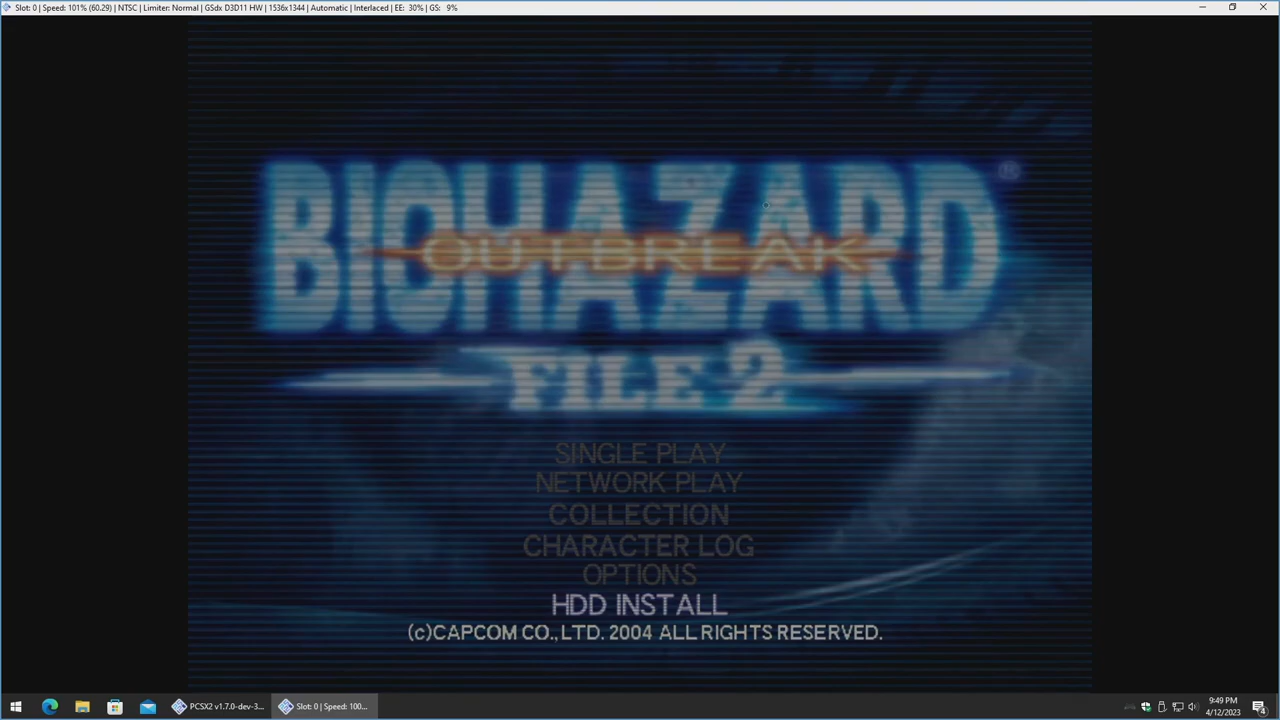 Slot: 0 | Speed: 101% (60.29) | NTSC | Limiter: Normal | GSdx D3D11 HW | 1536x1344 | Automatic | Interlaced | EE: 30% | GS: 9%
BIOHAZARD®
OUTBREAK
FILE 2
SINGLE PLAY
NETWORK PLAY
COLLECTION
CHARACTER LOG
OPTIONS
HDD INSTALL
(c)CAPCOM CO.,LTD. 2004 ALL RIGHTS RESERVED.
PCSX2 v1.7.0-dev-3...
Slot: 0 | Speed: 100...
9:49 PM
4/12/2023
4